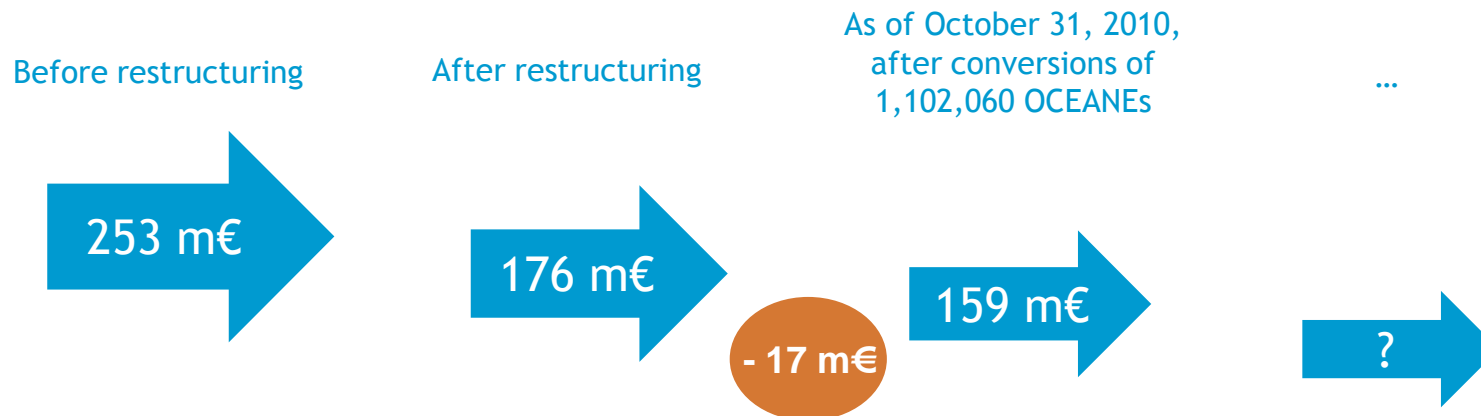 Before restructuring
After restructuring
As of October 31, 2010,
after conversions of
1,102,060 OCEANEs
...
253 m€
176 m€
- 17 m€
159 m€
?